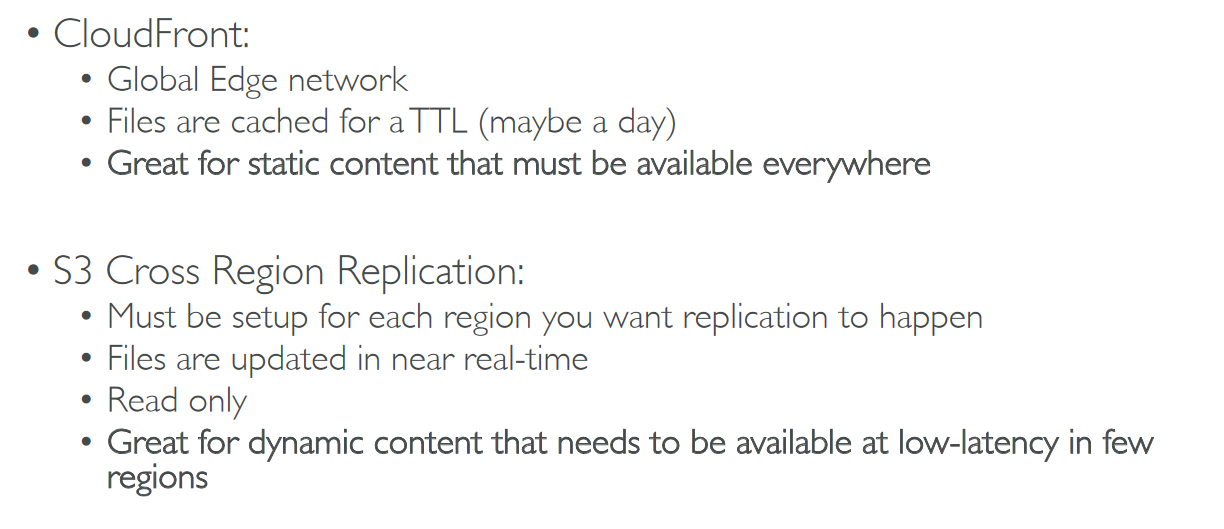 • CloudFront:
• Global Edge network
• Files are cached for a TTL (maybe a day)
• Great for static content that must be available everywhere
• S3 Cross Region Replication:
• Must be setup for each region you want replication to happen
• Files are updated in near real-time
• Read only
• Great for dynamic content that needs to be available at low-latency in few
regions